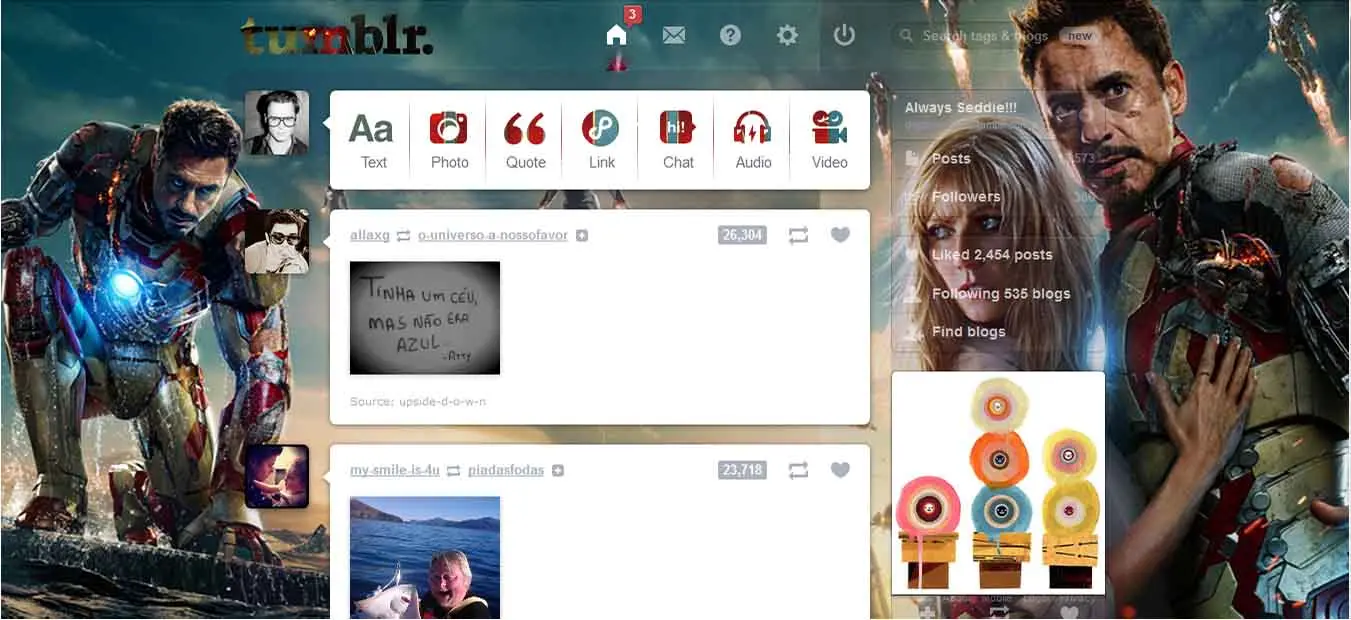 tumblr.
3
Search tags & blogs new
Aa
hi!
Text Photo Quote Link Chat Audio Video
Always Seddie!!!
Posts 573
Followers
Liked 2,454 posts
Following 535 blogs
Find blogs
allaxg o-universo-a-nossofavor 26,304
TINHA UM CÉU,
MAS NÃO ERA
AZUL
Source: upside-d-o-w-n
my-smile-is-4u piadasfodas 23,718